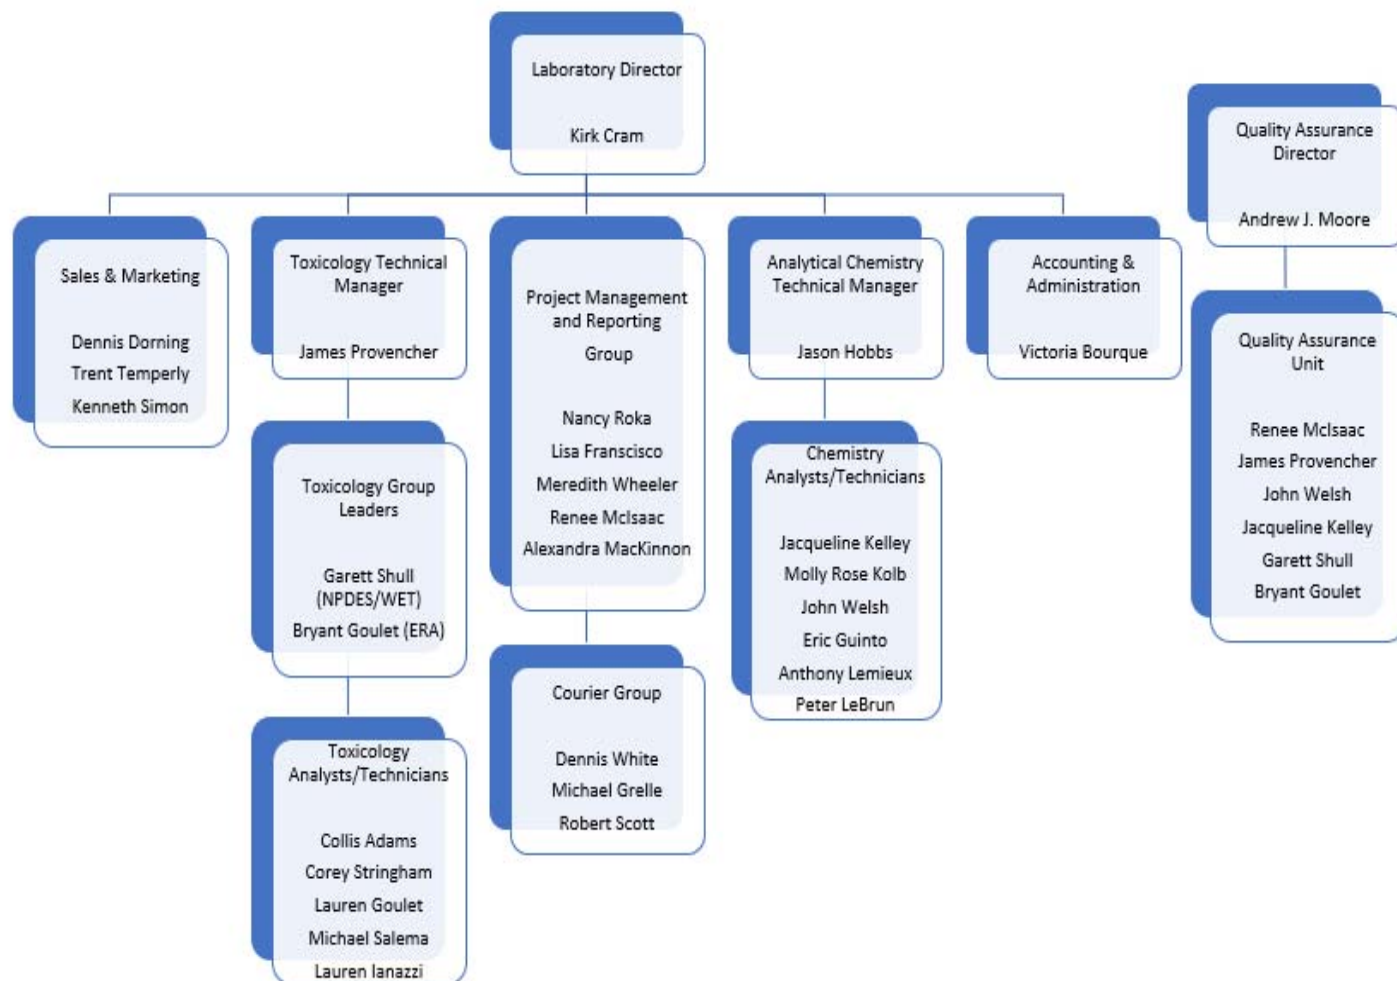 Laboratory Director
Kirk Cram
Quality Assurance
Director
Andrew J. Moore
Sales & Marketing
Dennis Dorning
Trent Temperly
Kenneth Simon
Toxicology Technical
Manager
James Provencher
Project Management
and Reporting
Group
Nancy Roka
Lisa Franscisco
Meredith Wheeler
Renee McIsaac
Alexandra MacKinnon
Analytical Chemistry
Technical Manager
Jason Hobbs
Accounting &
Administration
Victoria Bourque
Quality Assurance
Unit
Renee McIsaac
James Provencher
John Welsh
Jacqueline Kelley
Garett Shull
Bryant Goulet
Toxicology Group
Leaders
Garett Shull
(NPDES/WET)
Bryant Goulet (ERA)
Chemistry
Analysts/Technicians
Jacqueline Kelley
Molly Rose Kolb
John Welsh
Eric Guinto
Anthony Lemieux
Peter LeBrun
Courier Group
Dennis White
Michael Grelle
Robert Scott
Toxicology
Analysts/Technicians
Collis Adams
Corey Stringham
Lauren Goulet
Michael Salema
Lauren Ianazzi